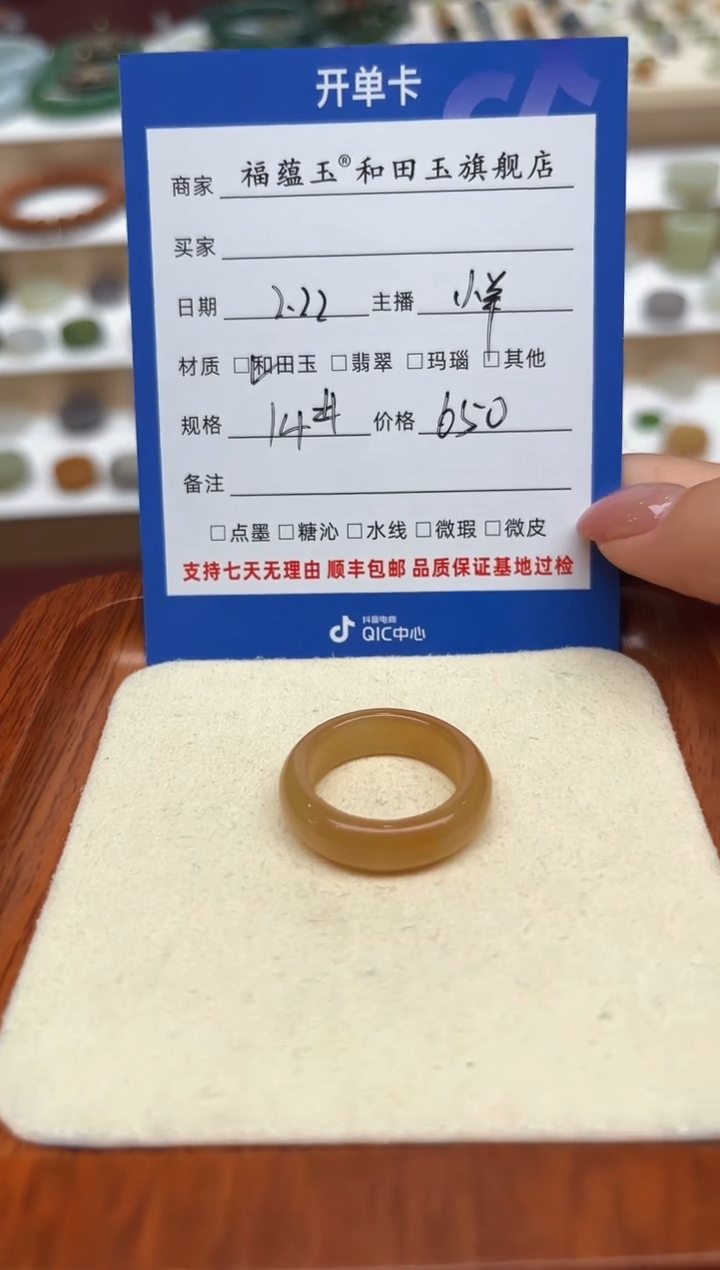 开单卡
商家 福蕴玉®和田玉旗舰店
买家
日期 2.22 主播 小羊
材质 □和田玉 □翡翠 □玛瑙 □其他
规格 14# 价格 650
备注
□点墨 □糖沁 □水线 □微瑕 □微皮
支持七天无理由 顺丰包邮 品质保证基地过检
抖音电商
QIC中心